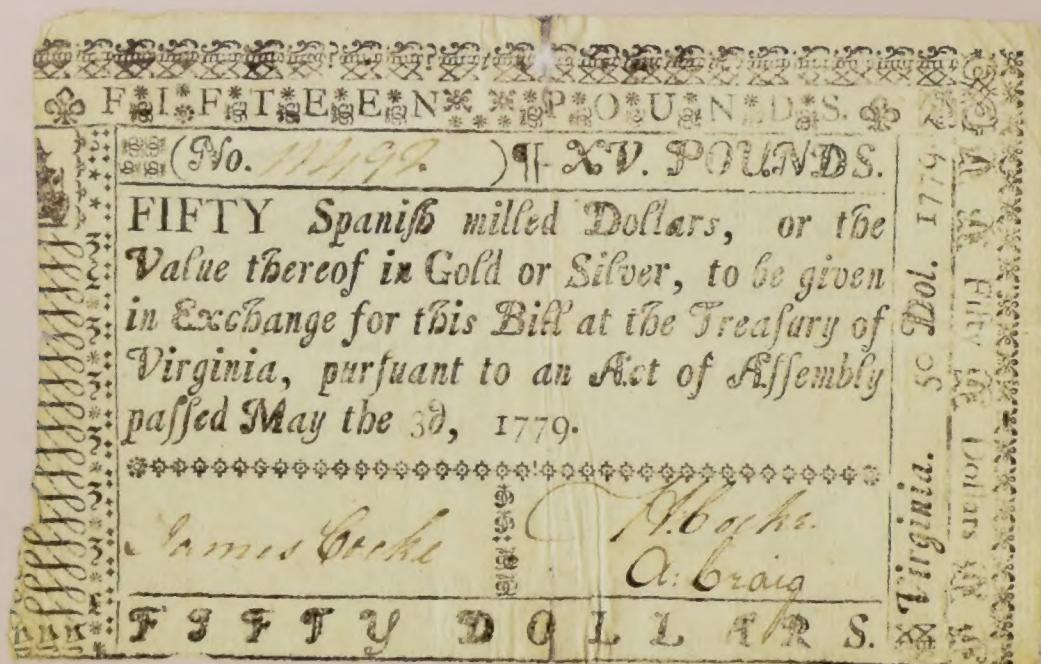 FIFTEEN POUNDS.
(No. 11499. ) XV. POUNDS.
FIFTY Spaniſh milled Dollars, or the
Value thereof in Gold or Silver, to be given
in Exchange for this Bill at the Treaſury of
Virginia, purſuant to an Act of Aſſembly
paſſed May the 3d, 1779.
James Cocke
H. Cocke.
A: Craig
FIFTY DOLLARS.
Virginia. 50 Dol. 1779
Fifty Dollars